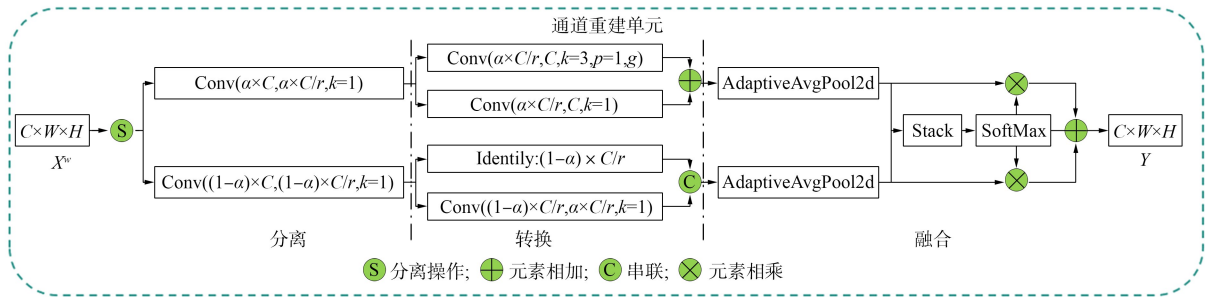 通道重建单元
C×W×H
Xʷ
S
Conv(α×C,α×C/r,k=1)
Conv((1−α)×C,(1−α)×C/r,k=1)
分离
Conv(α×C/r,C,k=3,p=1,g)
Conv(α×C/r,C,k=1)
Identily:(1−α)×C/r
Conv((1−α)×C/r,α×C/r,k=1)
C
转换
AdaptiveAvgPool2d
AdaptiveAvgPool2d
Stack
SoftMax
融合
C×W×H
Y
S 分离操作; 元素相加; C 串联; 元素相乘